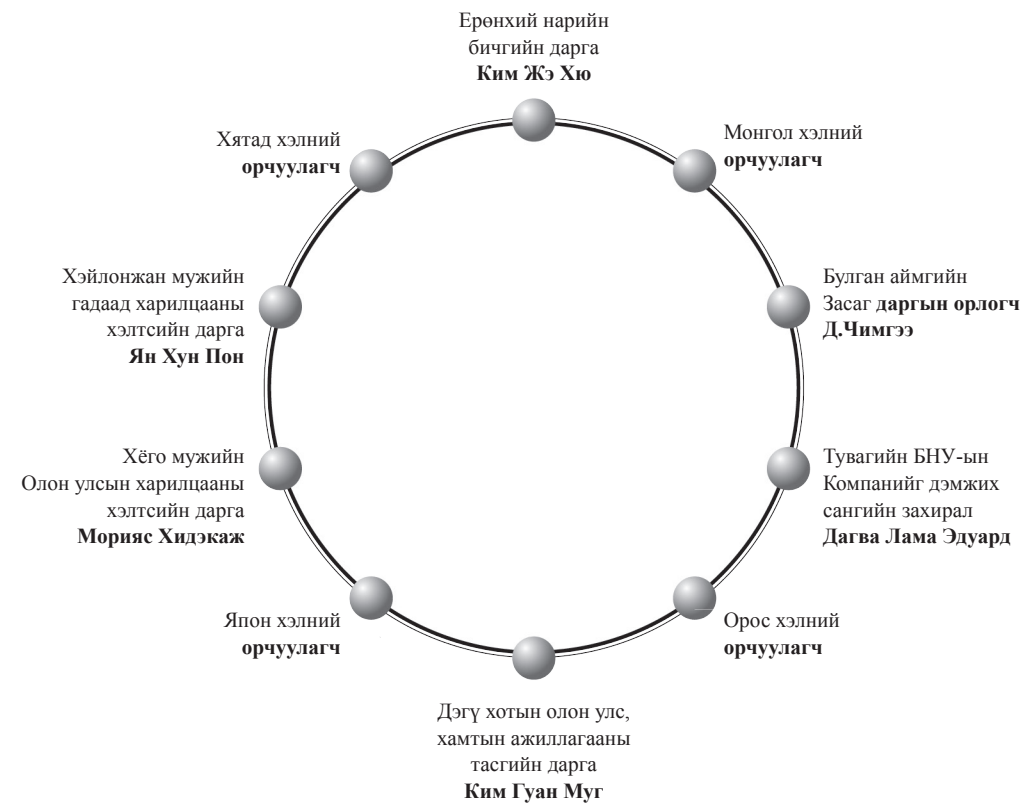 Ерөнхий нарийн
бичгийн дарга
Ким Жэ Хю
Хятад хэлний
орчуулагч
Монгол хэлний
орчуулагч
Хэйлонжан мужийн
гадаад харилцааны
хэлтсийн дарга
Ян Хун Пон
Булган аймгийн
Засаг даргын орлогч
Д.Чимгээ
Хёго мужийн
Олон улсын харилцааны
хэлтсийн дарга
Морияс Хидэкаж
Тувагийн БНУ-ын
Компанийг дэмжих
сангийн захирал
Дагва Лама Эдуард
Япон хэлний
орчуулагч
Орос хэлний
орчуулагч
Дэгү хотын олон улс,
хамтын ажиллагааны
тасгийн дарга
Ким Гуан Муг